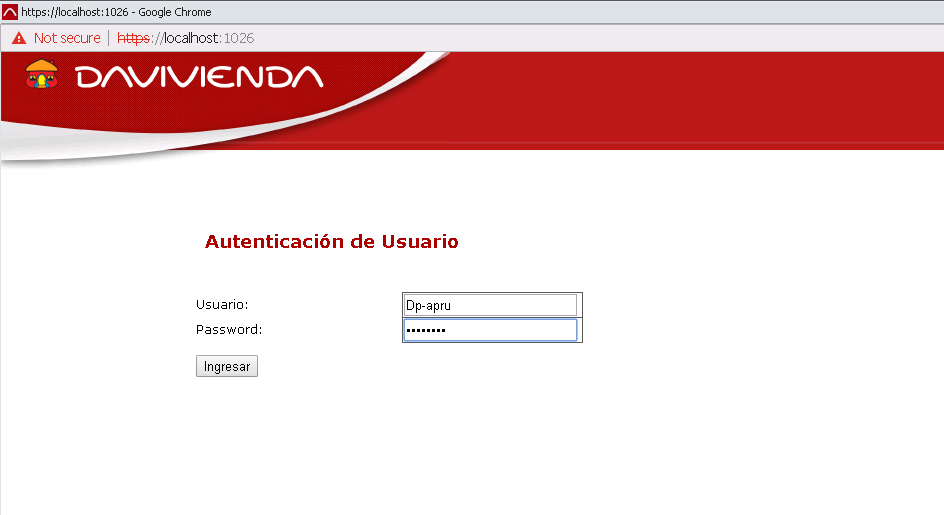 https://localhost:1026 - Google Chrome
Not secure | https://localhost:1026
DAVIVIENDA
Autenticación de Usuario
Usuario: Dp-apru
Password: ••••••••
Ingresar